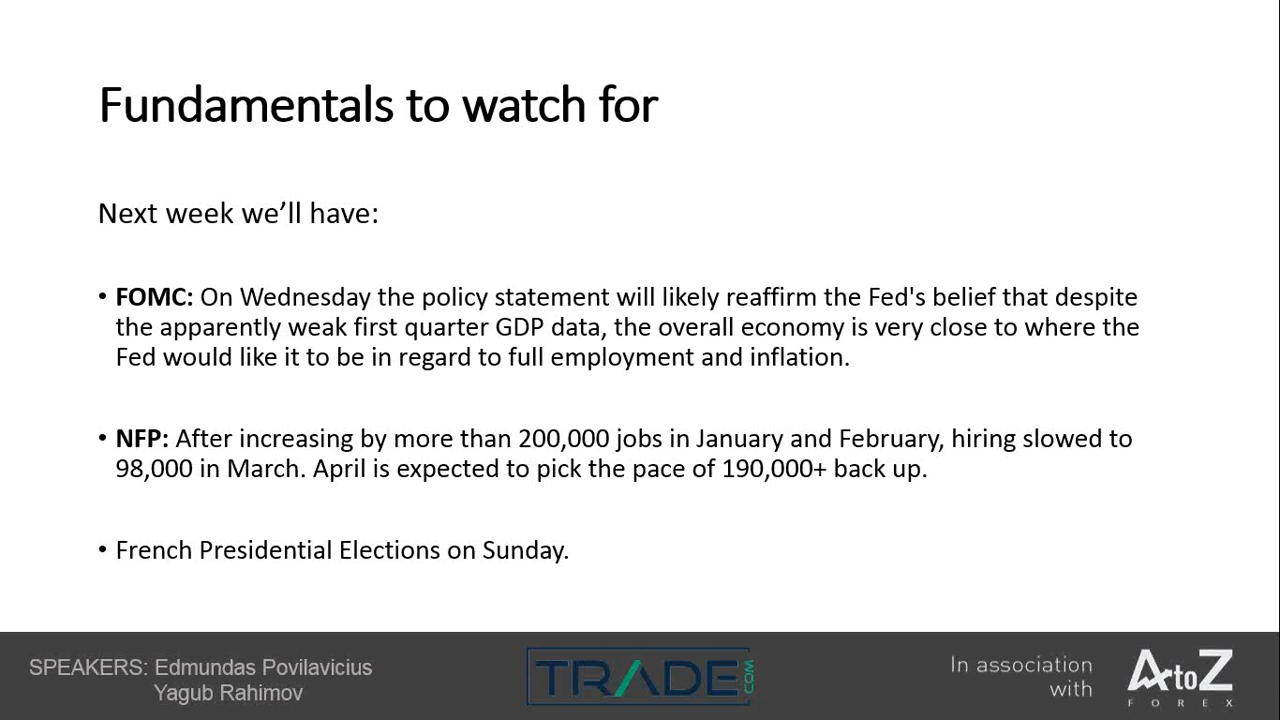 Fundamentals to watch for
Next week we’ll have:
• FOMC: On Wednesday the policy statement will likely reaffirm the Fed's belief that despite
the apparently weak first quarter GDP data, the overall economy is very close to where the
Fed would like it to be in regard to full employment and inflation.
• NFP: After increasing by more than 200,000 jobs in January and February, hiring slowed to
98,000 in March. April is expected to pick the pace of 190,000+ back up.
• French Presidential Elections on Sunday.
SPEAKERS: Edmundas Povilavicius
Yagub Rahimov
TRADE.COM
In association
with
AtoZ
FOREX